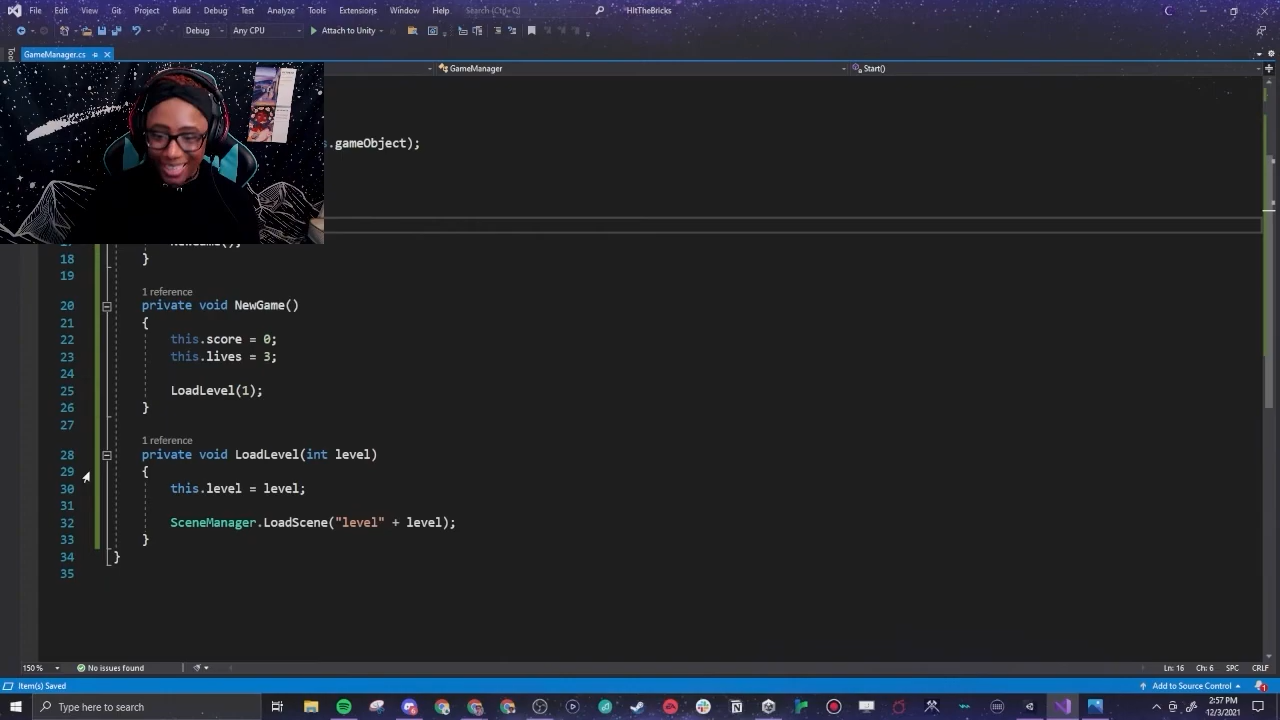 File Edit View Git Project Build Debug Test Analyze Tools Extensions Window Help Search (Ctrl+Q) HitTheBricks
Debug Any CPU Attach to Unity
GameManager.cs
GameManager Start()
.gameObject);
18 }
19
1 reference
20 private void NewGame()
21 {
22 this.score = 0;
23 this.lives = 3;
24
25 LoadLevel(1);
26 }
27
1 reference
28 private void LoadLevel(int level)
29 {
30 this.level = level;
31
32 SceneManager.LoadScene("level" + level);
33 }
34 }
35
150 % No issues found Ln: 16 Ch: 6 SPC CRLF
Item(s) Saved Add to Source Control 1
Type here to search 2:57 PM
12/3/2021